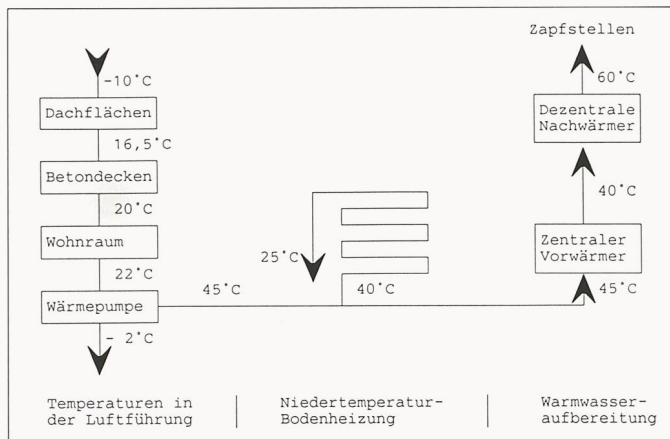 Zapfstellen
-10°C
60°C
Dachflächen
Dezentrale
Nachwärmer
16,5°C
Betondecken
20°C
40°C
Wohnraum
Zentraler
Vorwärmer
22°C
25°C
Wärmepumpe
45°C
40°C
45°C
- 2°C
Temperaturen in
der Luftführung
Niedertemperatur-
Bodenheizung
Warmwasser-
aufbereitung